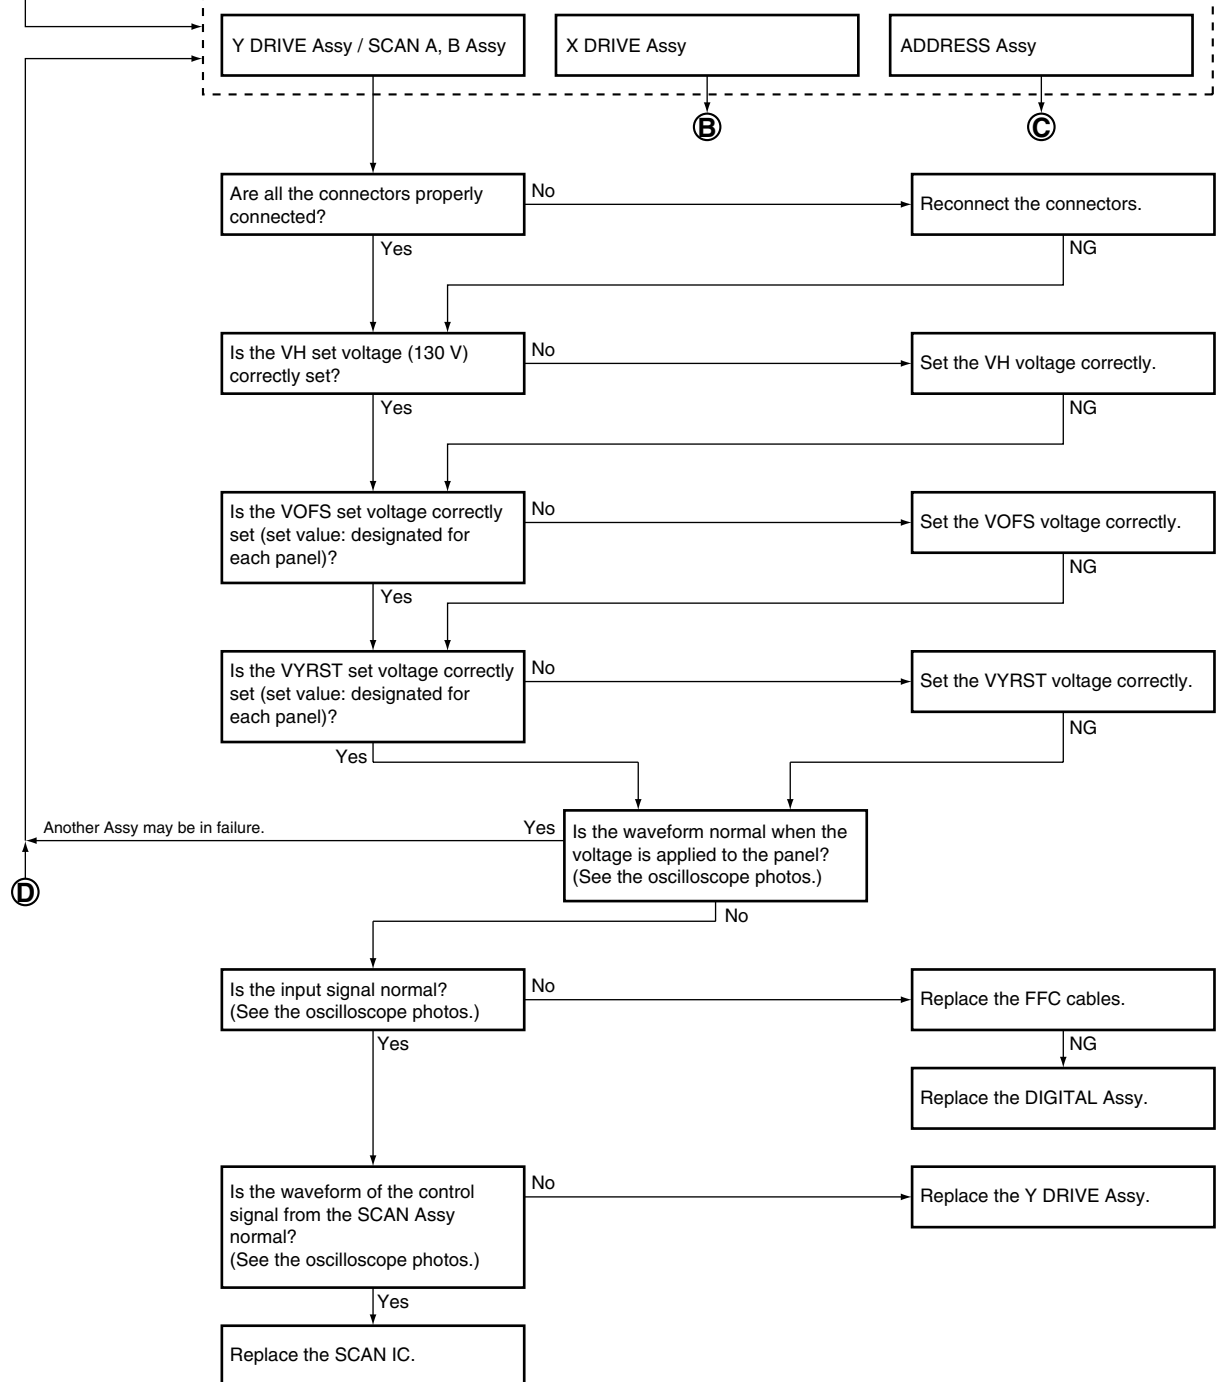 Y DRIVE Assy / SCAN A, B Assy
X DRIVE Assy
ADDRESS Assy
B
C
Are all the connectors properly
connected?
No
Reconnect the connectors.
Yes
NG
Is the VH set voltage (130 V)
correctly set?
No
Set the VH voltage correctly.
Yes
NG
Is the VOFS set voltage correctly
set (set value: designated for
each panel)?
No
Set the VOFS voltage correctly.
Yes
NG
Is the VYRST set voltage correctly
set (set value: designated for
each panel)?
No
Set the VYRST voltage correctly.
Yes
NG
Another Assy may be in failure.
Yes
Is the waveform normal when the
voltage is applied to the panel?
(See the oscilloscope photos.)
D
No
Is the input signal normal?
(See the oscilloscope photos.)
No
Replace the FFC cables.
Yes
NG
Replace the DIGITAL Assy.
Is the waveform of the control
signal from the SCAN Assy
normal?
(See the oscilloscope photos.)
No
Replace the Y DRIVE Assy.
Yes
Replace the SCAN IC.